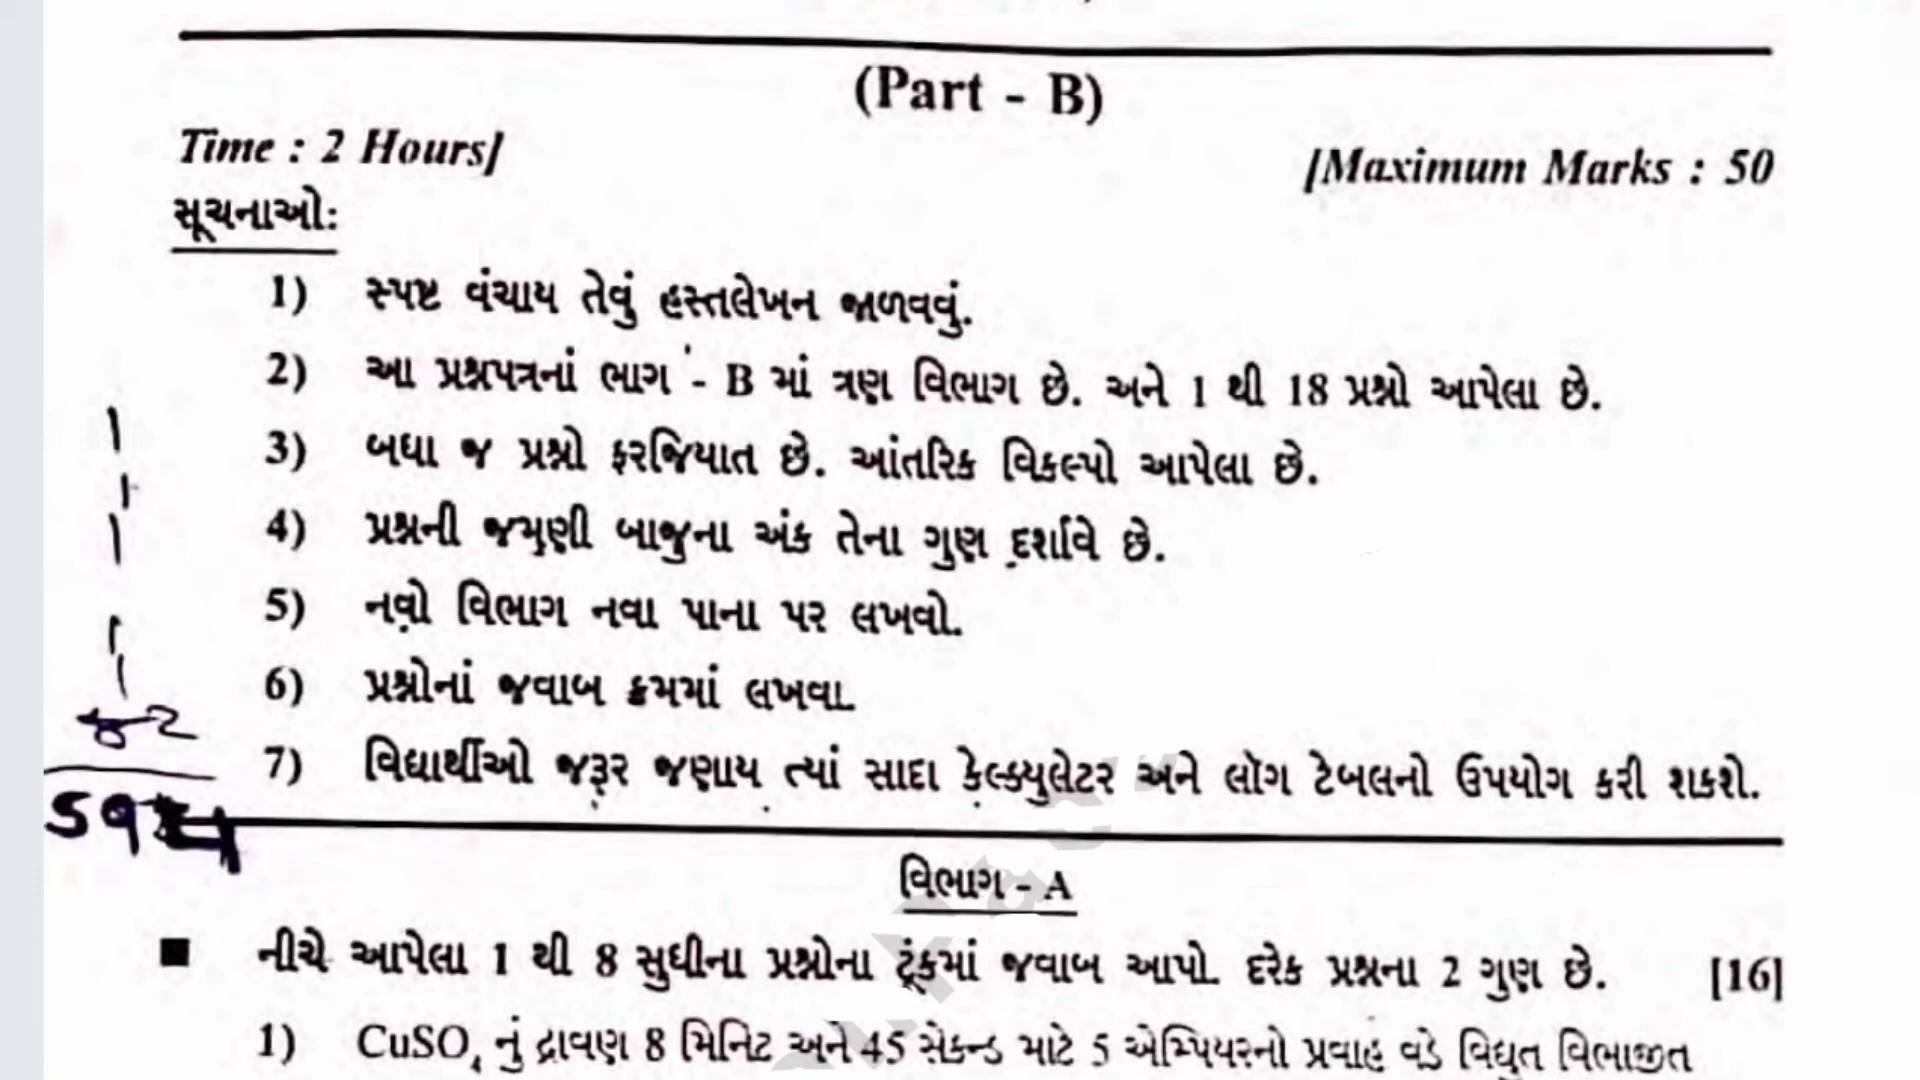 (Part - B)
Time : 2 Hours]
[Maximum Marks : 50
સૂચનાઓઃ
1) સ્પષ્ટ વંચાય તેવું હસ્તલેખન જાળવવું.
2) આ પ્રશ્નપત્રનાં ભાગ - B માં ત્રણ વિભાગ છે. અને 1 થી 18 પ્રશ્નો આપેલા છે.
3) બધા જ પ્રશ્નો ફરજિયાત છે. આંતરિક વિકલ્પો આપેલા છે.
4) પ્રશ્નની જમણી બાજુના અંક તેના ગુણ દર્શાવે છે.
5) નવો વિભાગ નવા પાના પર લખવો.
6) પ્રશ્નોનાં જવાબ ક્રમમાં લખવા.
7) વિદ્યાર્થીઓ જરૂર જણાય ત્યાં સાદા કેલ્ક્યુલેટર અને લૉગ ટેબલનો ઉપયોગ કરી શકશે.
વિભાગ - A
■ નીચે આપેલા 1 થી 8 સુધીના પ્રશ્નોના ટૂંકમાં જવાબ આપો. દરેક પ્રશ્નના 2 ગુણ છે. [16]
1) CuSO₄ નું દ્રાવણ 8 મિનિટ અને 45 સેકન્ડ માટે 5 એમ્પિયરનો પ્રવાહ વડે વિદ્યુત વિભાજીત